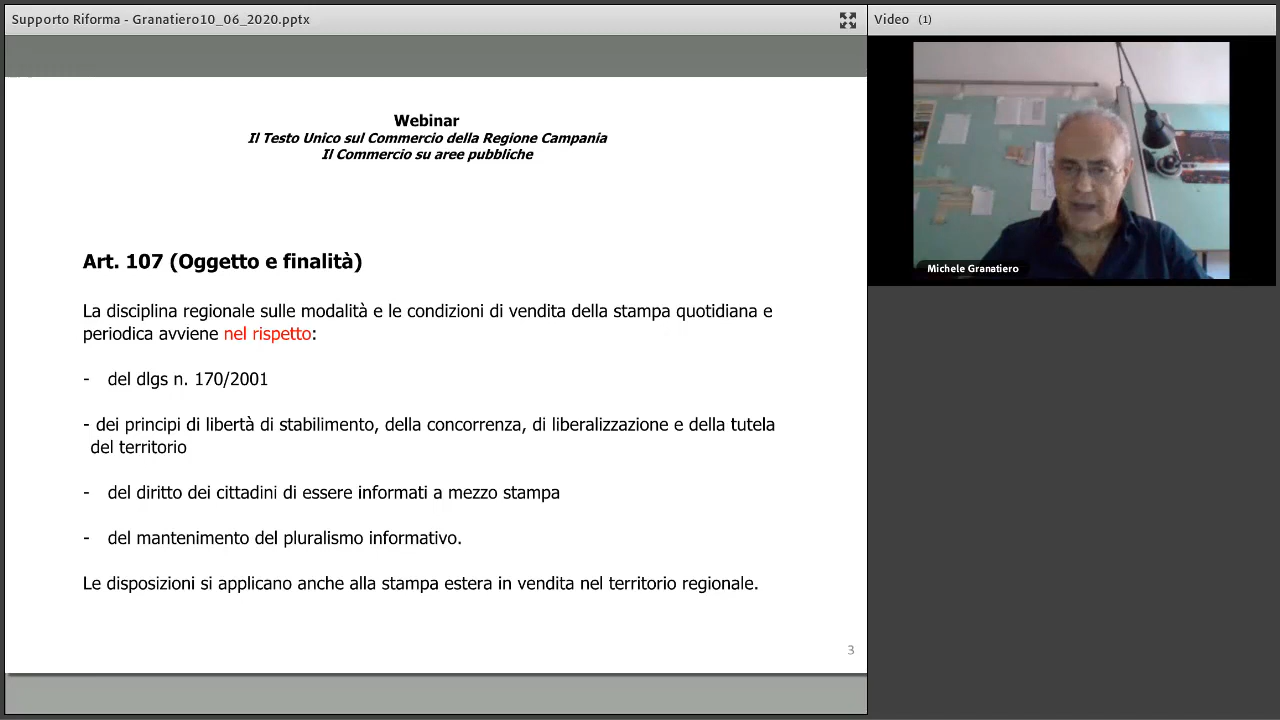 Supporto Riforma - Granatiero10_06_2020.pptx
Video (1)
Webinar
Il Testo Unico sul Commercio della Regione Campania
Il Commercio su aree pubbliche
Art. 107 (Oggetto e finalità)
La disciplina regionale sulle modalità e le condizioni di vendita della stampa quotidiana e
periodica avviene nel rispetto:
- del dlgs n. 170/2001
- dei principi di libertà di stabilimento, della concorrenza, di liberalizzazione e della tutela
del territorio
- del diritto dei cittadini di essere informati a mezzo stampa
- del mantenimento del pluralismo informativo.
Le disposizioni si applicano anche alla stampa estera in vendita nel territorio regionale.
3
Michele Granatiero